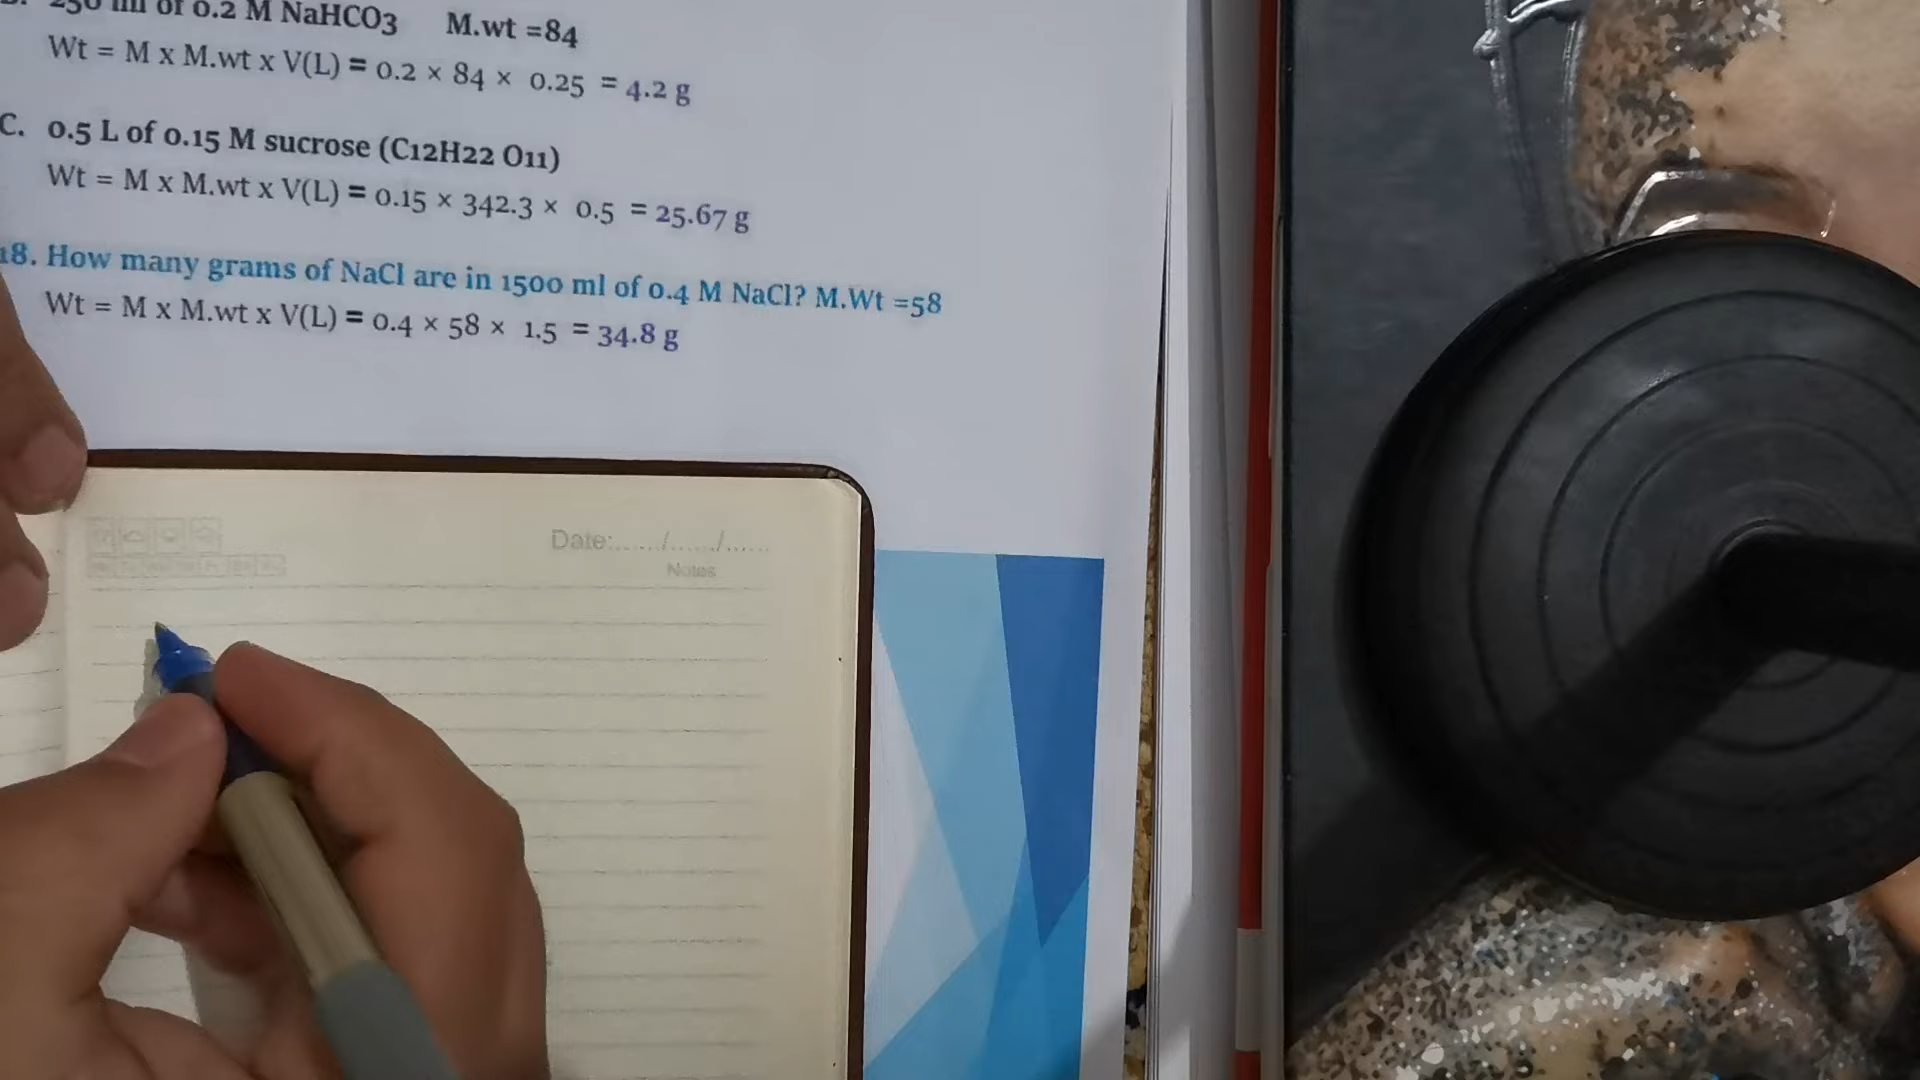 250 ml of 0.2 M NaHCO3 M.wt =84
Wt = M x M.wt x V(L) = 0.2 × 84 × 0.25 = 4.2 g
C. 0.5 L of 0.15 M sucrose (C12H22 O11)
Wt = M x M.wt x V(L) = 0.15 × 342.3 × 0.5 = 25.67 g
18. How many grams of NaCl are in 1500 ml of 0.4 M NaCl? M.Wt =58
Wt = M x M.wt x V(L) = 0.4 × 58 × 1.5 = 34.8 g
Date:....../......./......
Notes